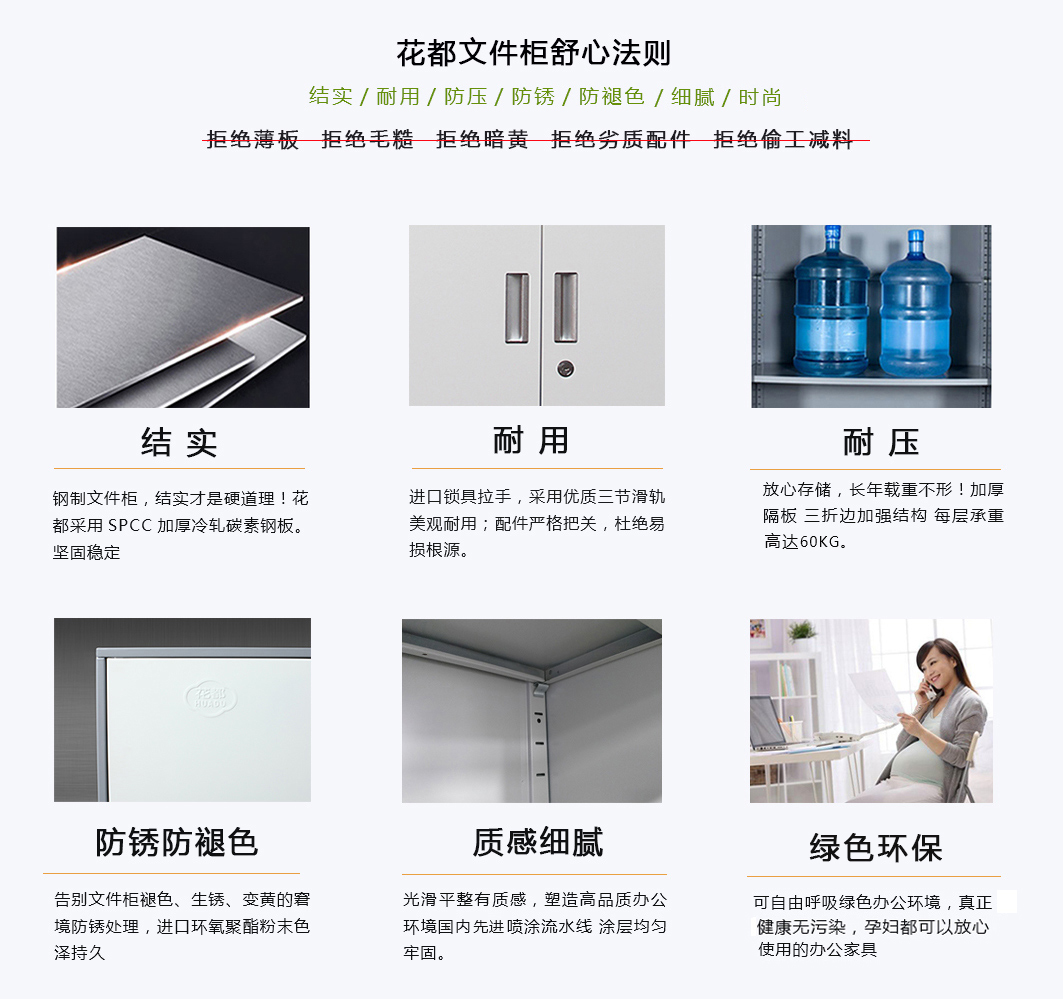 花都文件柜舒心法则
结实 / 耐用 / 防压 / 防锈 / 防褪色 / 细腻 / 时尚
拒绝薄板 拒绝毛糙 拒绝暗黄 拒绝劣质配件 拒绝偷工减料
结 实
钢制文件柜，结实才是硬道理！花
都采用 SPCC 加厚冷轧碳素钢板。
坚固稳定
耐 用
进口锁具拉手，采用优质三节滑轨
美观耐用；配件严格把关，杜绝易
损根源。
耐 压
放心存储，长年载重不形！加厚
隔板 三折边加强结构 每层承重
高达60KG。
花都
HUADU
防锈防褪色
告别文件柜褪色、生锈、变黄的窘
境防锈处理，进口环氧聚酯粉末色
泽持久
质感细腻
光滑平整有质感，塑造高品质办公
环境国内先进喷涂流水线 涂层均匀
牢固。
绿色环保
可自由呼吸绿色办公环境，真正
健康无污染，孕妇都可以放心
使用的办公家具